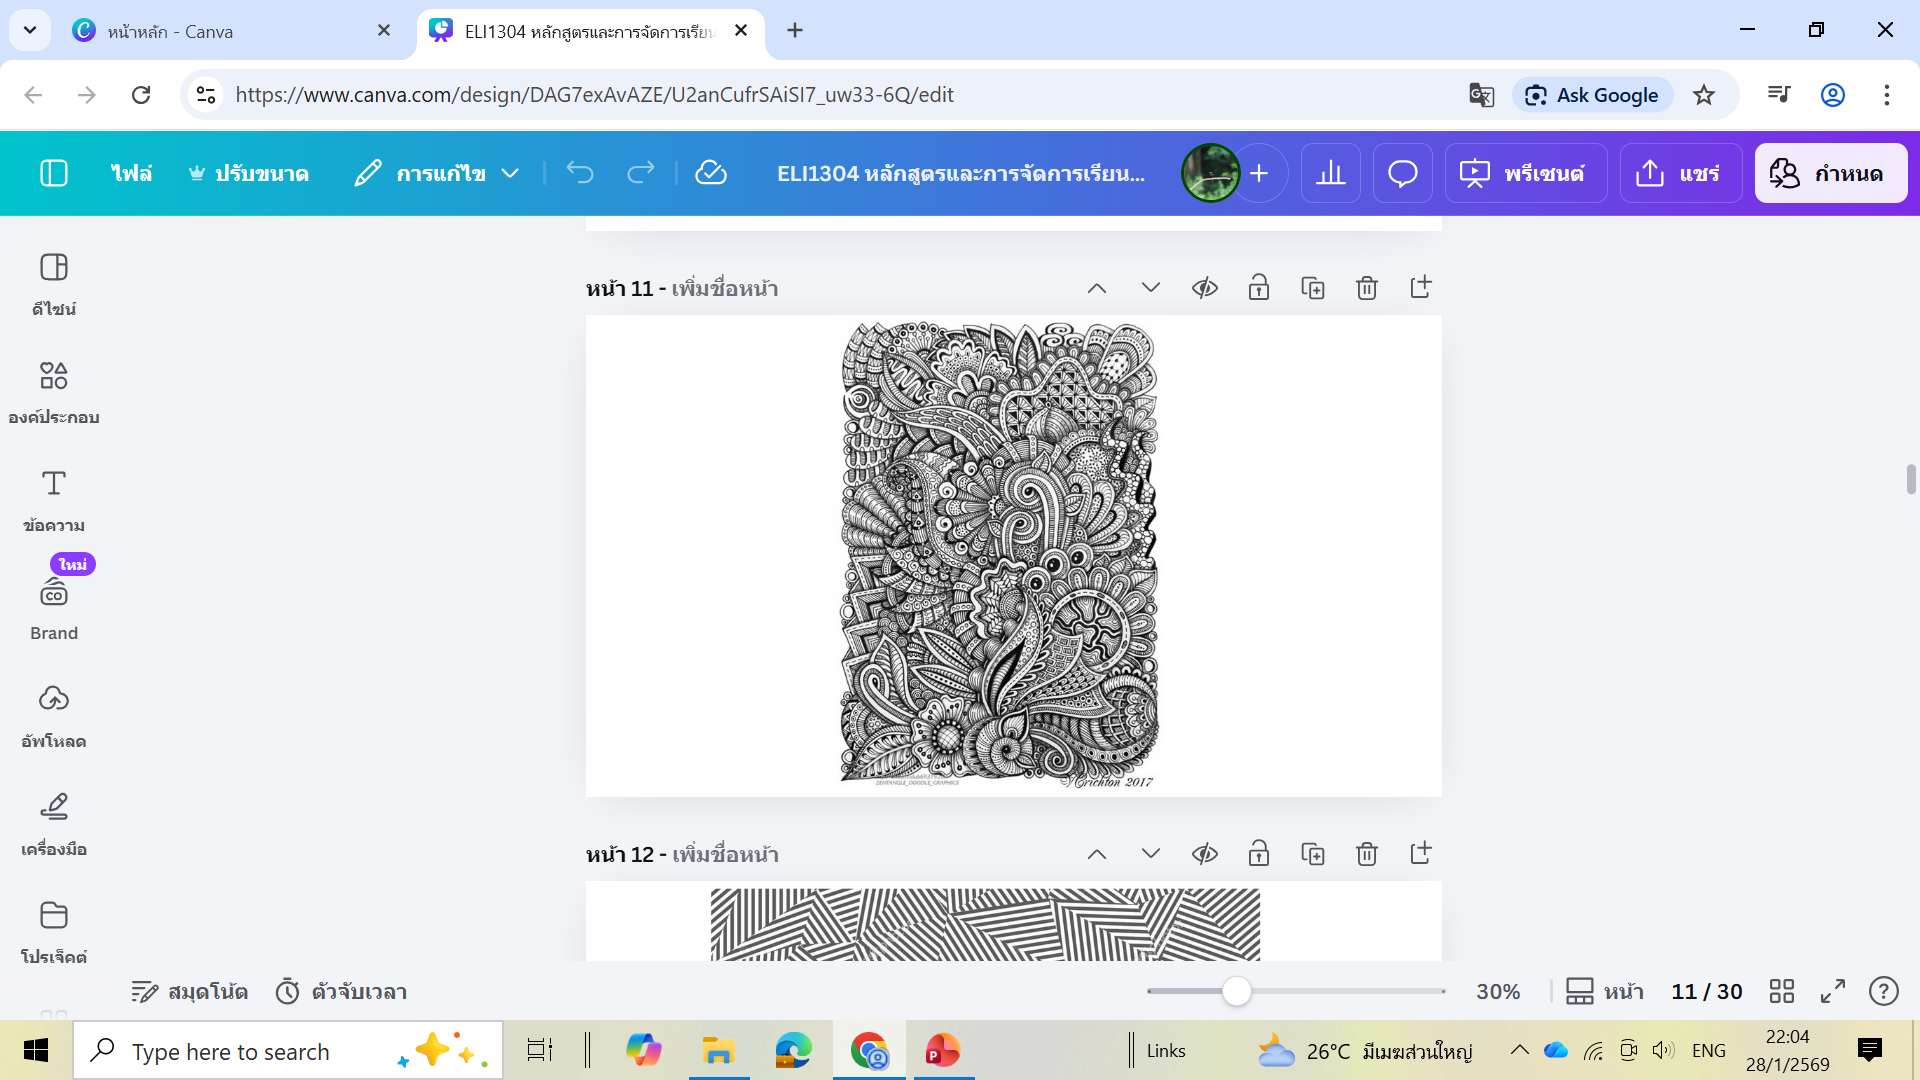 หน้าหลัก - Canva
ELI1304 หลักสูตรและการจัดการเรียน
https://www.canva.com/design/DAG7exAvAZE/U2anCufrSAiSI7_uw33-6Q/edit
Ask Google
ไฟล์
ปรับขนาด
การแก้ไข
ELI1304 หลักสูตรและการจัดการเรียน...
พรีเซนต์
แชร์
กำหนด
ดีไซน์
องค์ประกอบ
ข้อความ
ใหม่
Brand
อัพโหลด
เครื่องมือ
โปรเจ็คต์
หน้า 11 - เพิ่มชื่อหน้า
ZENTANGLE_DOODLE_GRAPHICS
Crichton 2017
หน้า 12 - เพิ่มชื่อหน้า
สมุดโน้ต
ตัวจับเวลา
30%
หน้า
11 / 30
Type here to search
Links
26°C มีเมฆส่วนใหญ่
ENG
22:04
28/1/2569